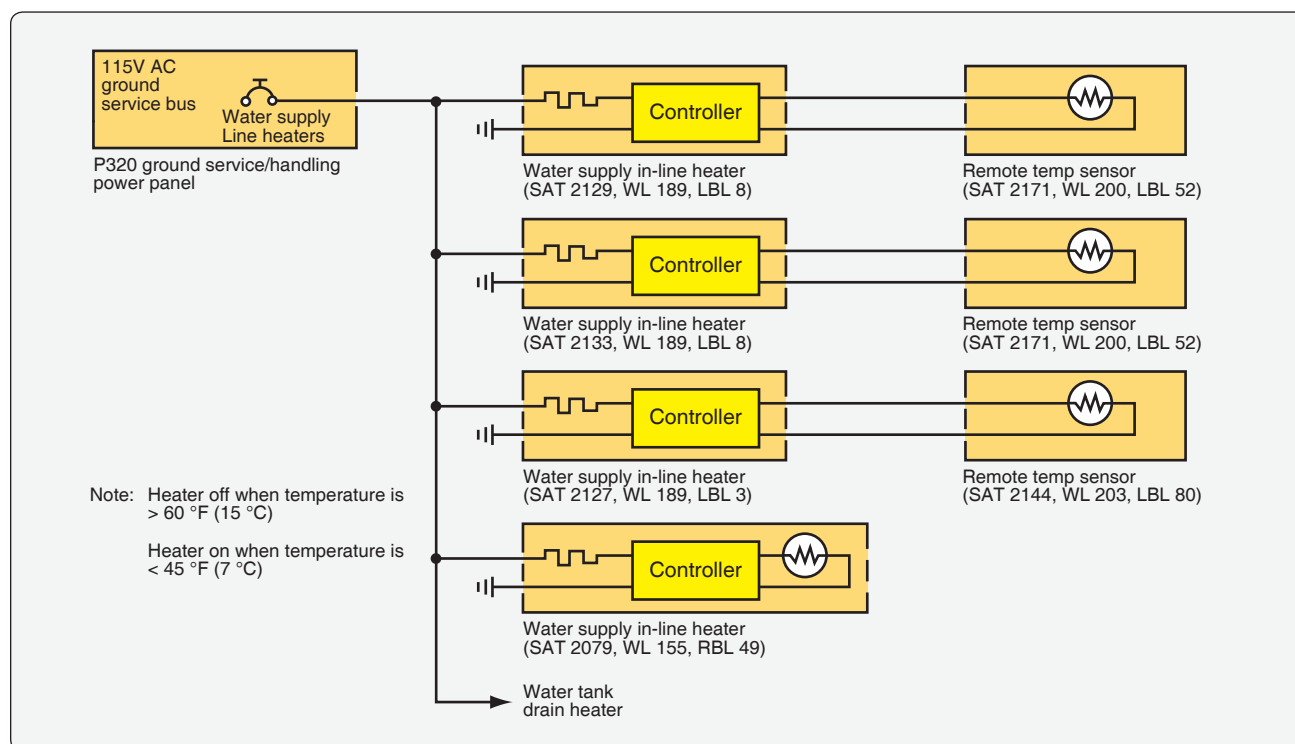 115V AC
ground
service bus
Water supply
Line heaters
P320 ground service/handling
power panel
Controller
Water supply in-line heater
(SAT 2129, WL 189, LBL 8)
Remote temp sensor
(SAT 2171, WL 200, LBL 52)
Controller
Water supply in-line heater
(SAT 2133, WL 189, LBL 8)
Remote temp sensor
(SAT 2171, WL 200, LBL 52)
Controller
Water supply in-line heater
(SAT 2127, WL 189, LBL 3)
Remote temp sensor
(SAT 2144, WL 203, LBL 80)
Note: Heater off when temperature is
> 60 °F (15 °C)
Heater on when temperature is
< 45 °F (7 °C)
Controller
Water supply in-line heater
(SAT 2079, WL 155, RBL 49)
Water tank
drain heater